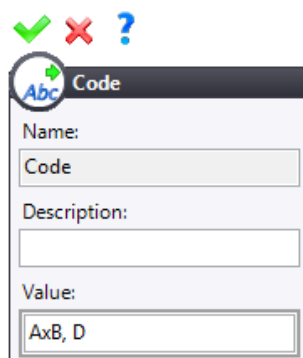 ?
Abc
Code
Name:
Code
Description:
Value:
AxB, D